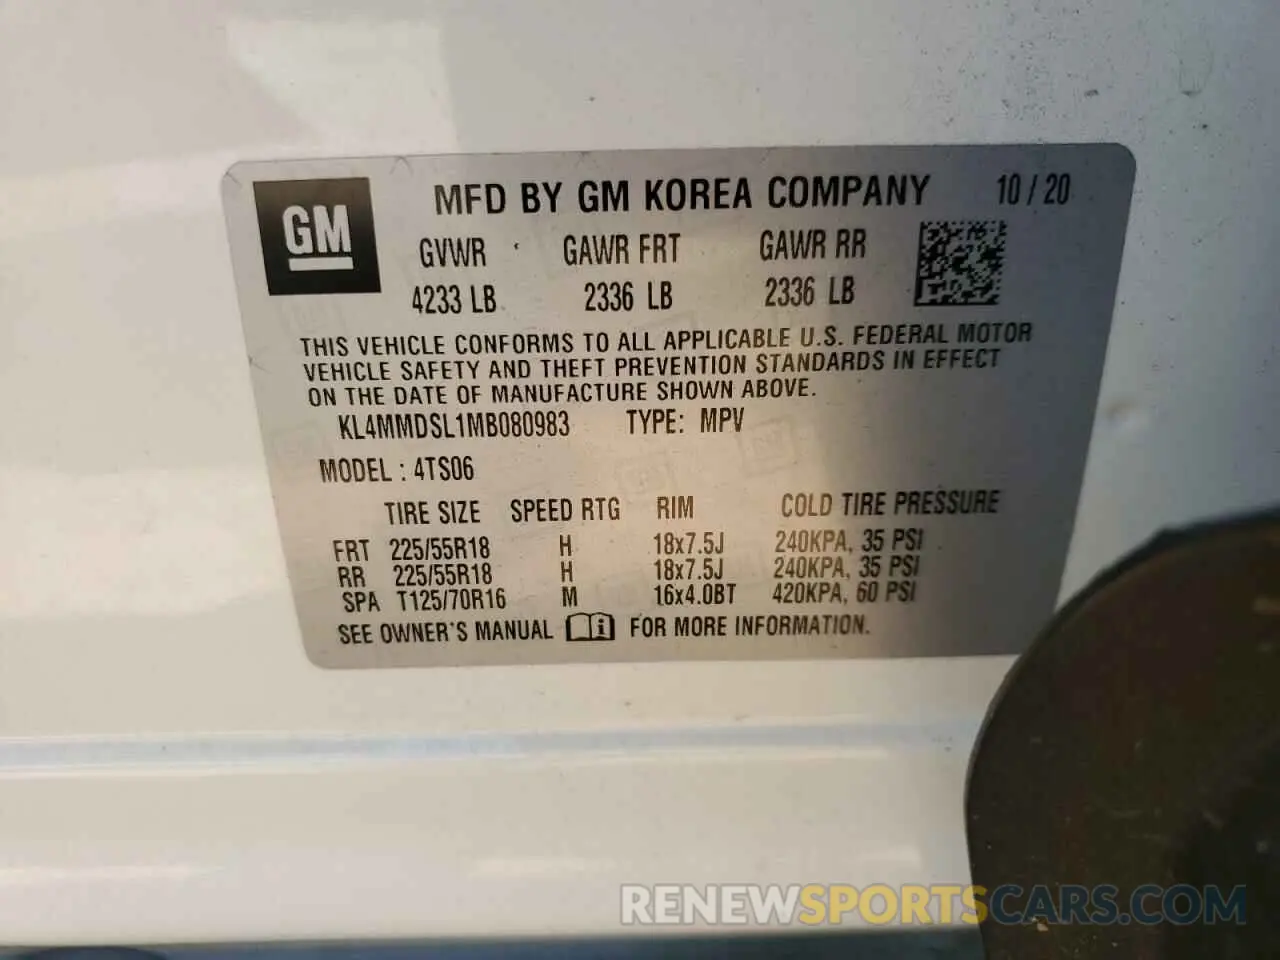 GM
MFD BY GM KOREA COMPANY 10 / 20
GVWR GAWR FRT GAWR RR
4233 LB 2336 LB 2336 LB
THIS VEHICLE CONFORMS TO ALL APPLICABLE U.S. FEDERAL MOTOR
VEHICLE SAFETY AND THEFT PREVENTION STANDARDS IN EFFECT
ON THE DATE OF MANUFACTURE SHOWN ABOVE.
KL4MMDSL1MB080983 TYPE: MPV
MODEL : 4TS06
TIRE SIZE SPEED RTG RIM COLD TIRE PRESSURE
FRT 225/55R18 H 18x7.5J 240KPA, 35 PSI
RR 225/55R18 H 18x7.5J 240KPA, 35 PSI
SPA T125/70R16 M 16x4.0BT 420KPA, 60 PSI
SEE OWNER'S MANUAL i FOR MORE INFORMATION.
RENEWSPORTSCARS.COM